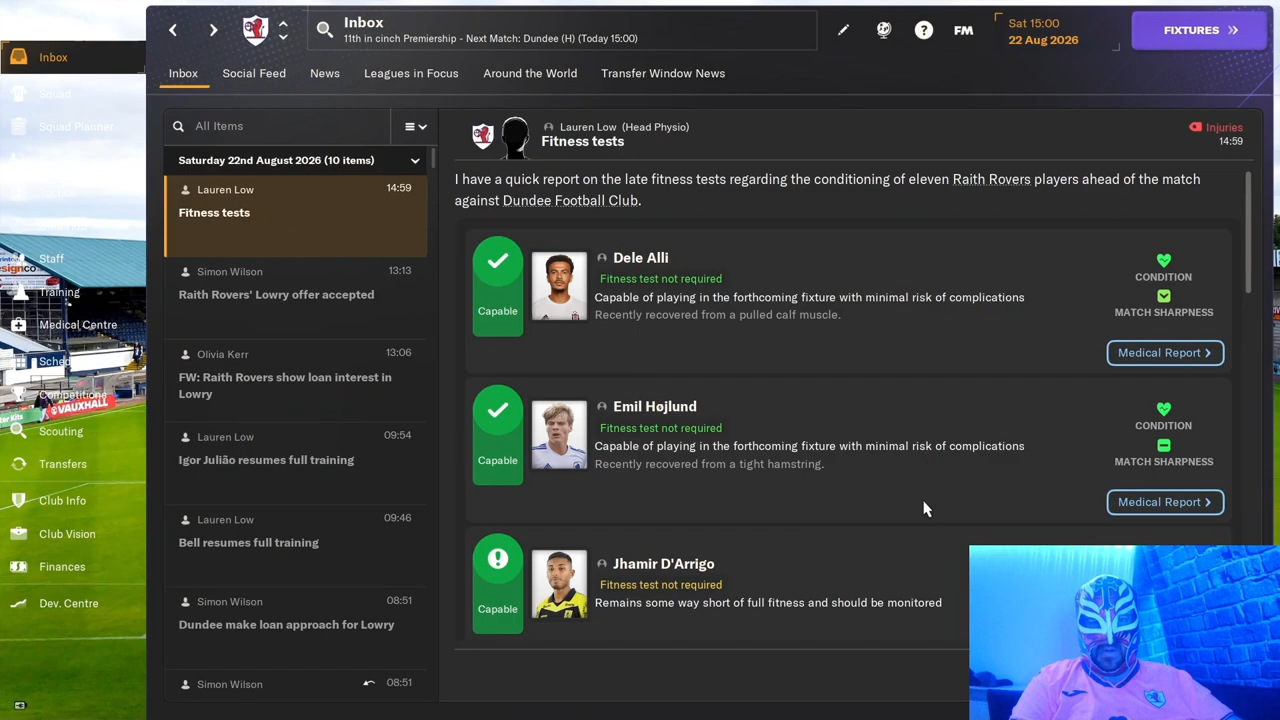 Inbox
11th in cinch Premiership - Next Match: Dundee (H) (Today 15:00)
FM
Sat 15:00
22 Aug 2026
FIXTURES
Inbox
Social Feed
News
Leagues in Focus
Around the World
Transfer Window News
Inbox
Squad
Squad Planner
Staff
Training
Medical Centre
Sched
Competitions
Scouting
Transfers
Club Info
Club Vision
Finances
Dev. Centre
VAUXHALL
All Items
Saturday 22nd August 2026 (10 items)
Lauren Low 14:59
Fitness tests
Simon Wilson 13:13
Raith Rovers' Lowry offer accepted
Olivia Kerr 13:06
FW: Raith Rovers show loan interest in
Lowry
Lauren Low 09:54
Igor Julião resumes full training
Lauren Low 09:46
Bell resumes full training
Simon Wilson 08:51
Dundee make loan approach for Lowry
Simon Wilson 08:51
Lauren Low (Head Physio)
Fitness tests
Injuries
14:59
I have a quick report on the late fitness tests regarding the conditioning of eleven Raith Rovers players ahead of the match
against Dundee Football Club.
Capable
Dele Alli
Fitness test not required
Capable of playing in the forthcoming fixture with minimal risk of complications
Recently recovered from a pulled calf muscle.
CONDITION
MATCH SHARPNESS
Medical Report
Capable
Emil Hojlund
Fitness test not required
Capable of playing in the forthcoming fixture with minimal risk of complications
Recently recovered from a tight hamstring.
CONDITION
MATCH SHARPNESS
Medical Report
Capable
Jhamir D'Arrigo
Fitness test not required
Remains some way short of full fitness and should be monitored